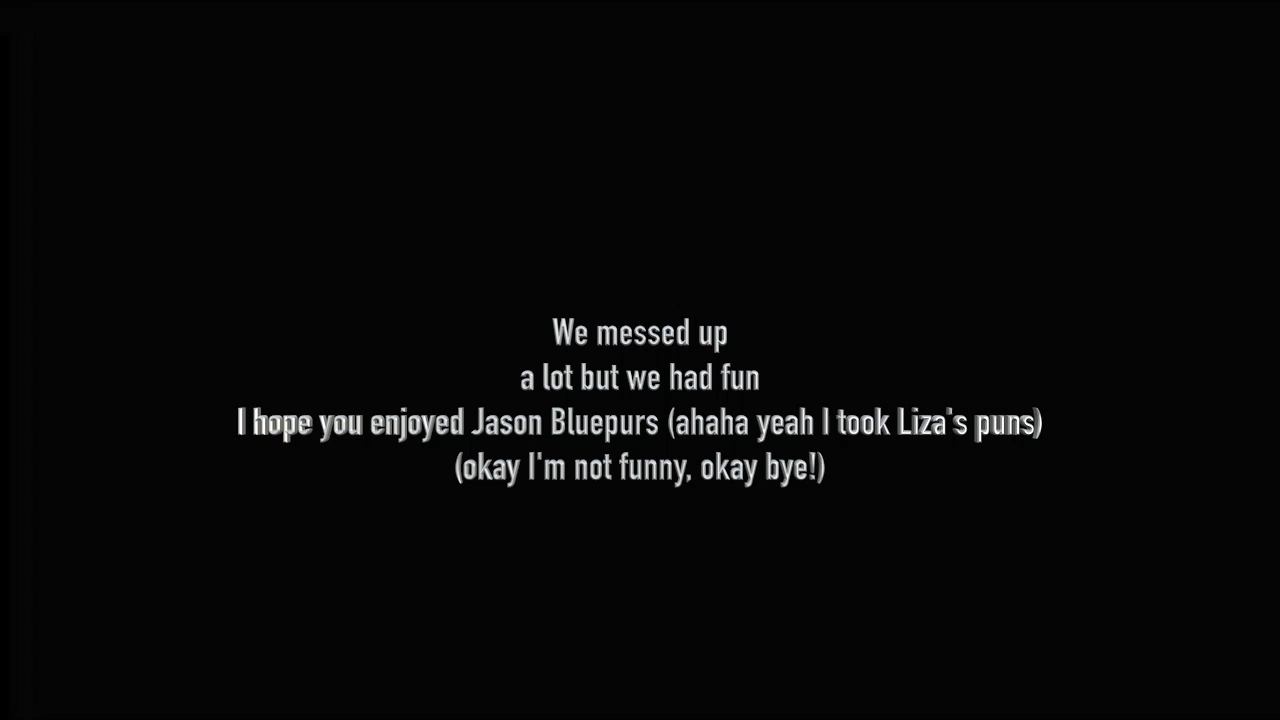 We messed up
a lot but we had fun
I hope you enjoyed Jason Bluepurs (ahaha yeah I took Liza's puns)
(okay I'm not funny, okay bye!)